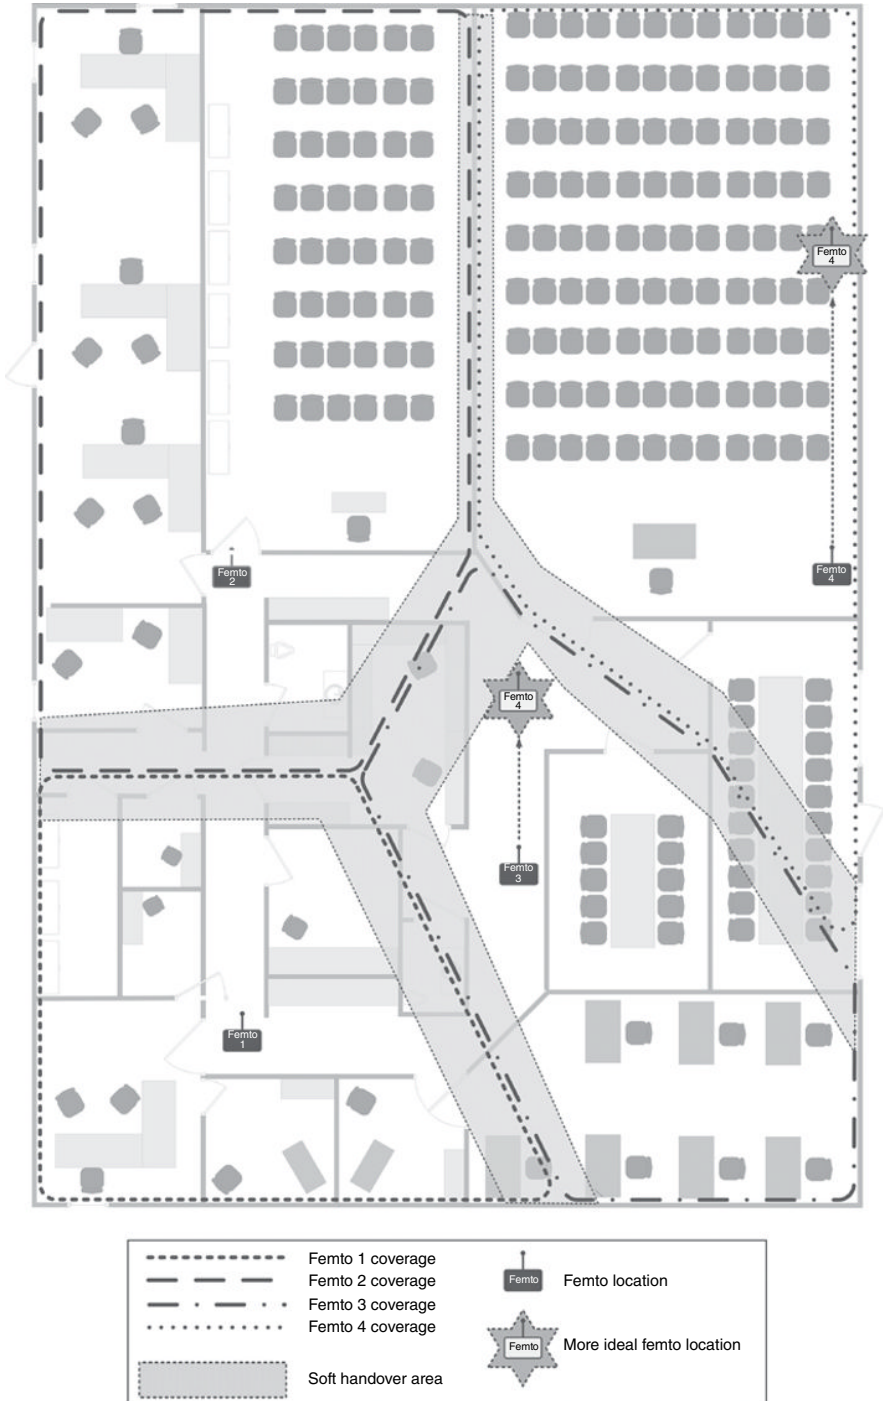 Femto
4
Femto
2
Femto
4
Femto
4
Femto
3
Femto
1
Femto 1 coverage
Femto 2 coverage
Femto 3 coverage
Femto 4 coverage
Soft handover area
Femto
Femto location
Femto
More ideal femto location